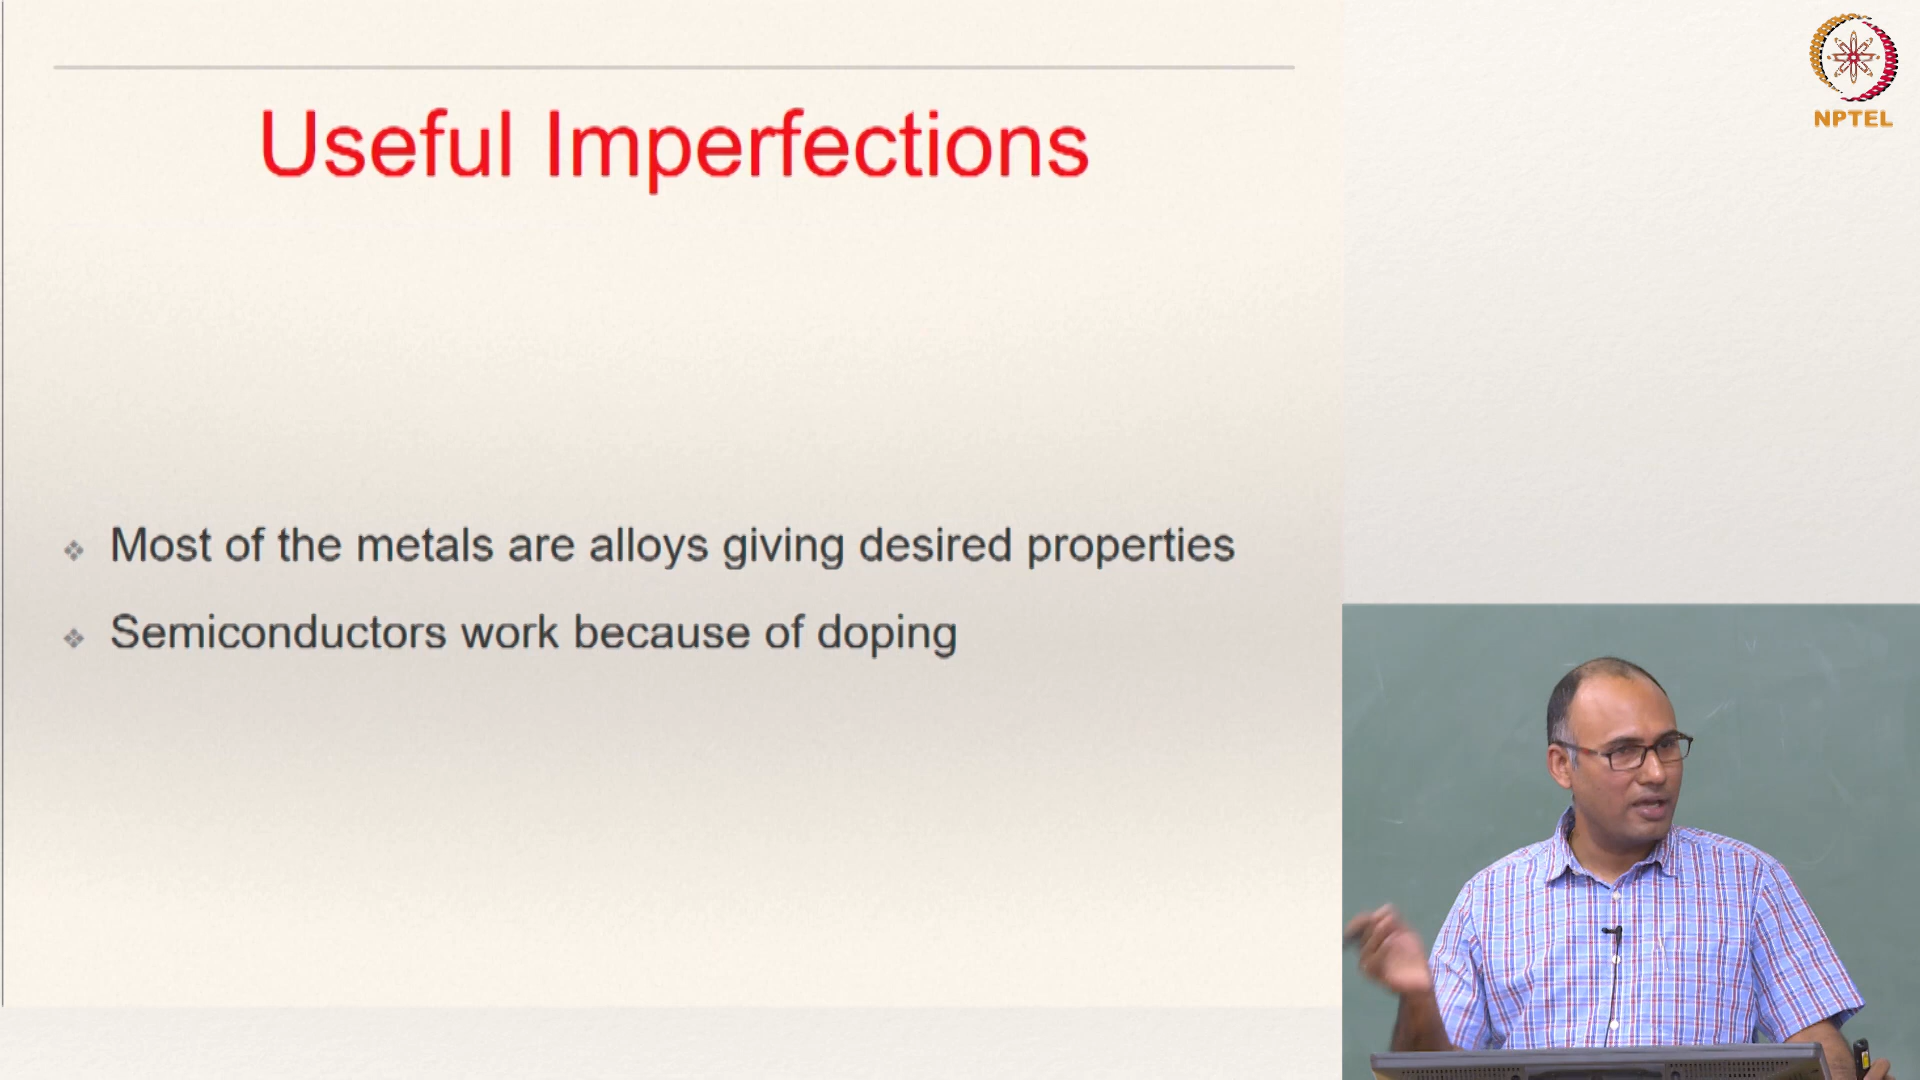 Useful Imperfections
Most of the metals are alloys giving desired properties
Semiconductors work because of doping
NPTEL